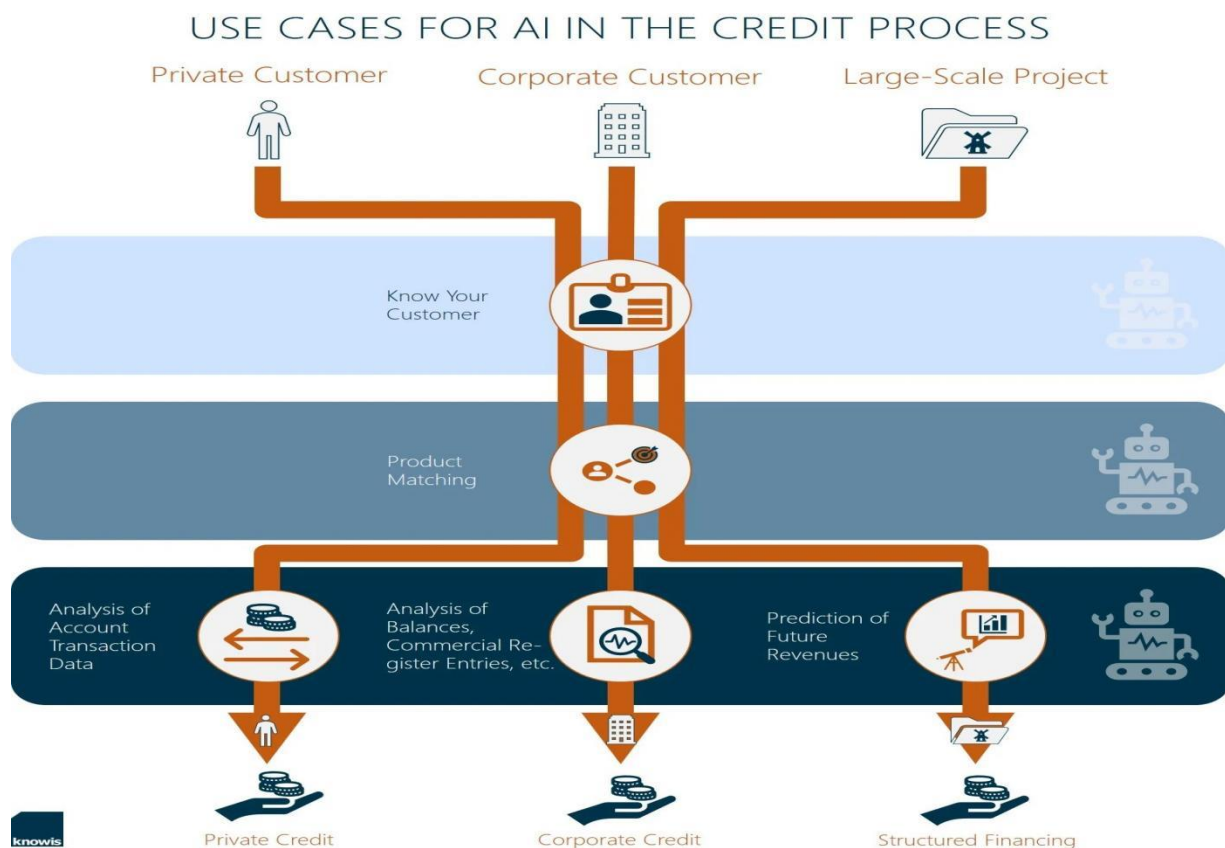 USE CASES FOR AI IN THE CREDIT PROCESS
Private Customer
Corporate Customer
Large-Scale Project
Know Your
Customer
Product
Matching
Analysis of
Account
Transaction
Data
Analysis of
Balances,
Commercial Re-
gister Entries, etc.
Prediction of
Future
Revenues
knowis
Private Credit
Corporate Credit
Structured Financing